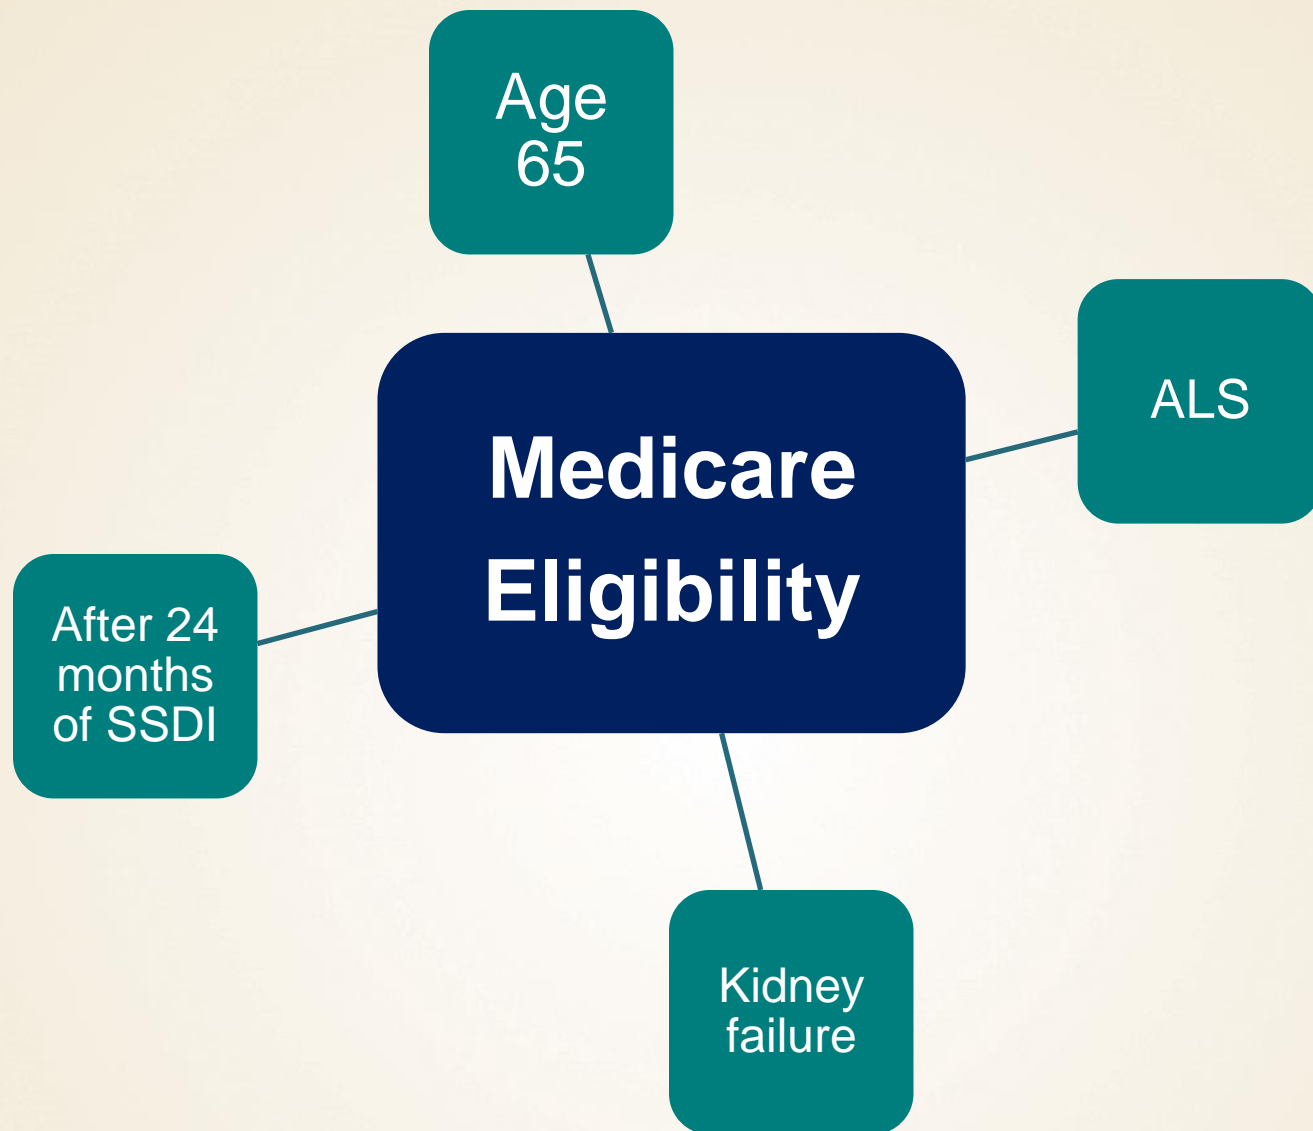 Age
65
ALS
Medicare
Eligibility
After 24
months
of SSDI
Kidney
failure